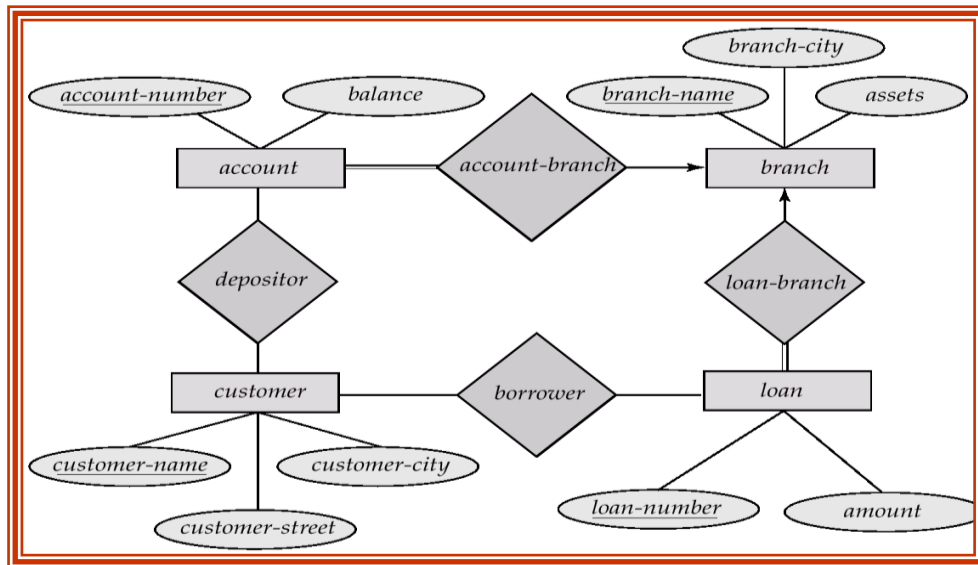 branch-city
account-number
balance
branch-name
assets
account
account-branch
branch
depositor
loan-branch
customer
borrower
loan
customer-name
customer-city
customer-street
loan-number
amount